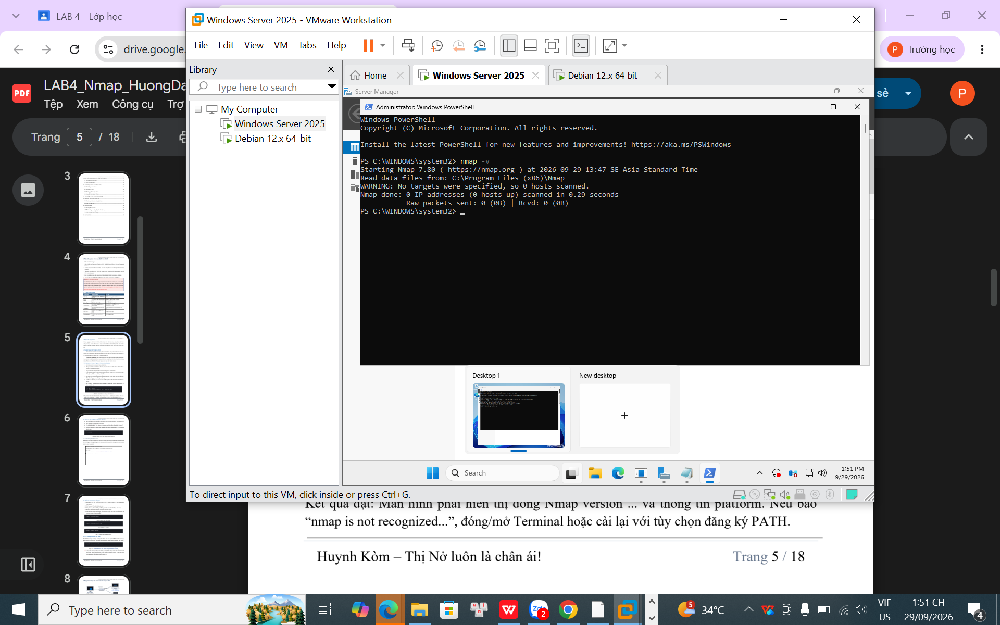 LAB 4 - Lớp học
drive.google.
Trường học
P
PDF
LAB4_Nmap_HuongDa
Tệp
Xem
Công cụ
Trợ
sẻ
P
Trang
5
/ 18
3
4
5
6
7
8
Windows Server 2025 - VMware Workstation
File
Edit
View
VM
Tabs
Help
Library
Type here to search
My Computer
Windows Server 2025
Debian 12.x 64-bit
Home
Windows Server 2025
Debian 12.x 64-bit
Server Manager
Administrator: Windows PowerShell
Windows PowerShell
Copyright (C) Microsoft Corporation. All rights reserved.
Install the latest PowerShell for new features and improvements! https://aka.ms/PSWindows
PS C:\WINDOWS\system32> nmap -v
Starting Nmap 7.80 ( https://nmap.org ) at 2026-09-29 13:47 SE Asia Standard Time
Read data files from: C:\Program Files (x86)\Nmap
WARNING: No targets were specified, so 0 hosts scanned.
Nmap done: 0 IP addresses (0 hosts up) scanned in 0.29 seconds
Raw packets sent: 0 (0B) | Rcvd: 0 (0B)
PS C:\WINDOWS\system32>
Desktop 1
New desktop
Search
1:51 PM
9/29/2026
To direct input to this VM, click inside or press Ctrl+G.
Kết quả đạt: Màn hình phải hiển thị dòng Nmap version ... và thông tin platform. Nếu báo
“nmap is not recognized...”, đóng/mở Terminal hoặc cài lại với tùy chọn đăng ký PATH.
Huynh Kòm – Thị Nở luôn là chân ái!
Trang 5 / 18
Type here to search
Zalo
2
5
34°C
VIE
US
1:51 CH
29/09/2026
4